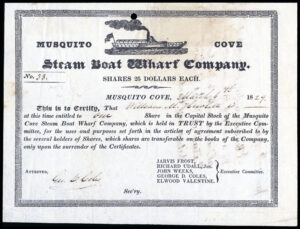 MUSQUITO COVE
Steam Boat Wharf Company.
SHARES 25 DOLLARS EACH.
No. 33.
MUSQUITO COVE, March 1829
This is to Certify, That William M.
at this time entitled to One Share in the Capital Stock of the Musquito
Cove Steam Boat Wharf Company, which is held in TRUST by the Executive Com-
mittee, for the uses and purposes set forth in the articles of agreement subscribed to by
the several holders of Shares, which shares are transferable on the books of the Company,
only upon the surrender of the Certificates.
JARVIS FROST,
RICHARD UDALL,
JOHN WEEKS,
GEORGE D. COLES,
ELWOOD VALENTINE.
Executive
Committee.
ATTESTED,
Sec'ry.